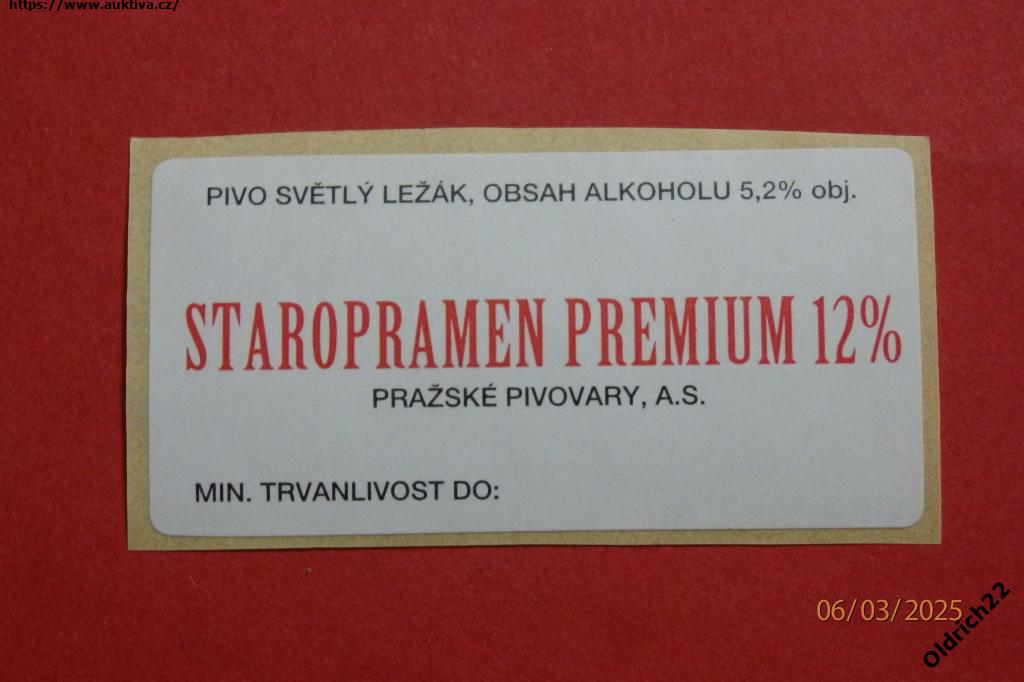 https://www.auktiva.cz/
PIVO SVĚTLÝ LEŽÁK, OBSAH ALKOHOLU 5,2% obj.
STAROPRAMEN PREMIUM 12%
PRAŽSKÉ PIVOVARY, A.S.
MIN. TRVANLIVOST DO:
06/03/2025
Oldrich22